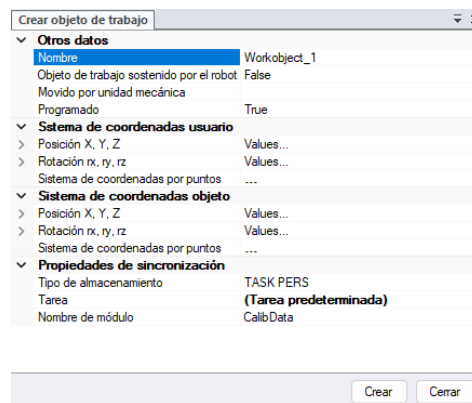 Crear objeto de trabajo
Otros datos
Nombre Workobject_1
Objeto de trabajo sostenido por el robot False
Movido por unidad mecánica
Programado True
Sstema de coordenadas usuario
Posición X, Y, Z Values...
Rotación rx, ry, rz Values...
Sistema de coordenadas por puntos ...
Sistema de coordenadas objeto
Posición X, Y, Z Values...
Rotación rx, ry, rz Values...
Sistema de coordenadas por puntos ...
Propiedades de sincronización
Tipo de almacenamiento TASK PERS
Tarea (Tarea predeterminada)
Nombre de módulo CalibData
Crear Cerrar